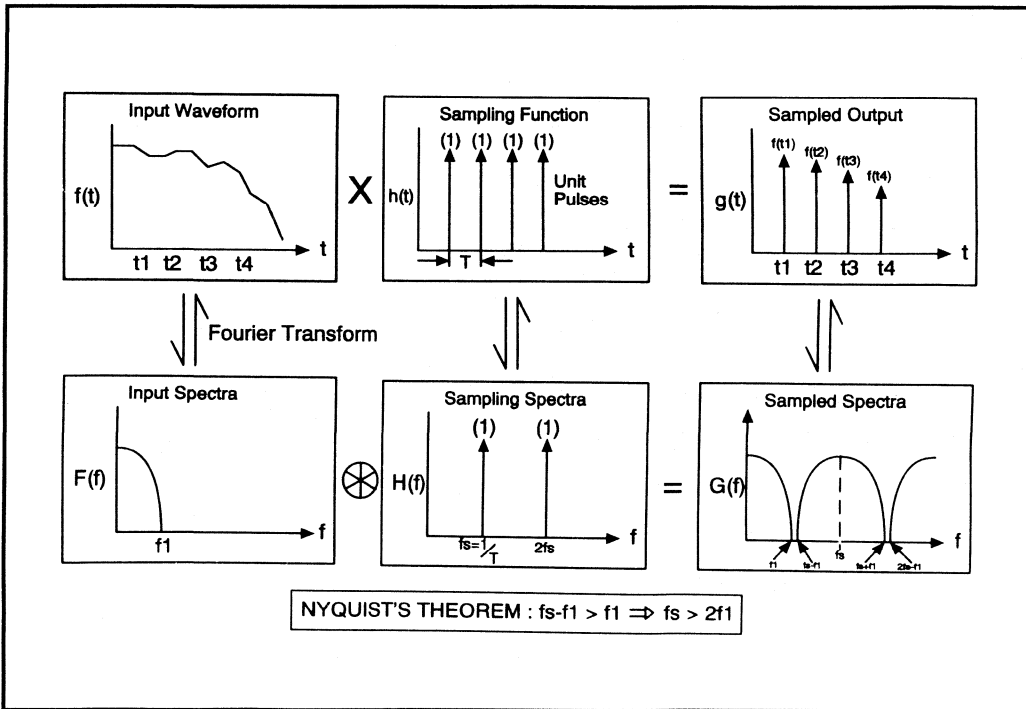 Input Waveform
f(t)
t
t1 t2 t3 t4
X
Sampling Function
(1) (1) (1) (1)
h(t)
Unit
Pulses
t
T
=
Sampled Output
f(t1)
f(t2)
f(t3)
f(t4)
g(t)
t
t1 t2 t3 t4
Fourier Transform
Input Spectra
F(f)
f
f1
Sampling Spectra
(1) (1)
H(f)
f
fs=1/T
2fs
=
Sampled Spectra
G(f)
f
f1
fs-f1
fs
fs+f1
2fs-f1
NYQUIST'S THEOREM : fs-f1 > f1 ⇒ fs > 2f1